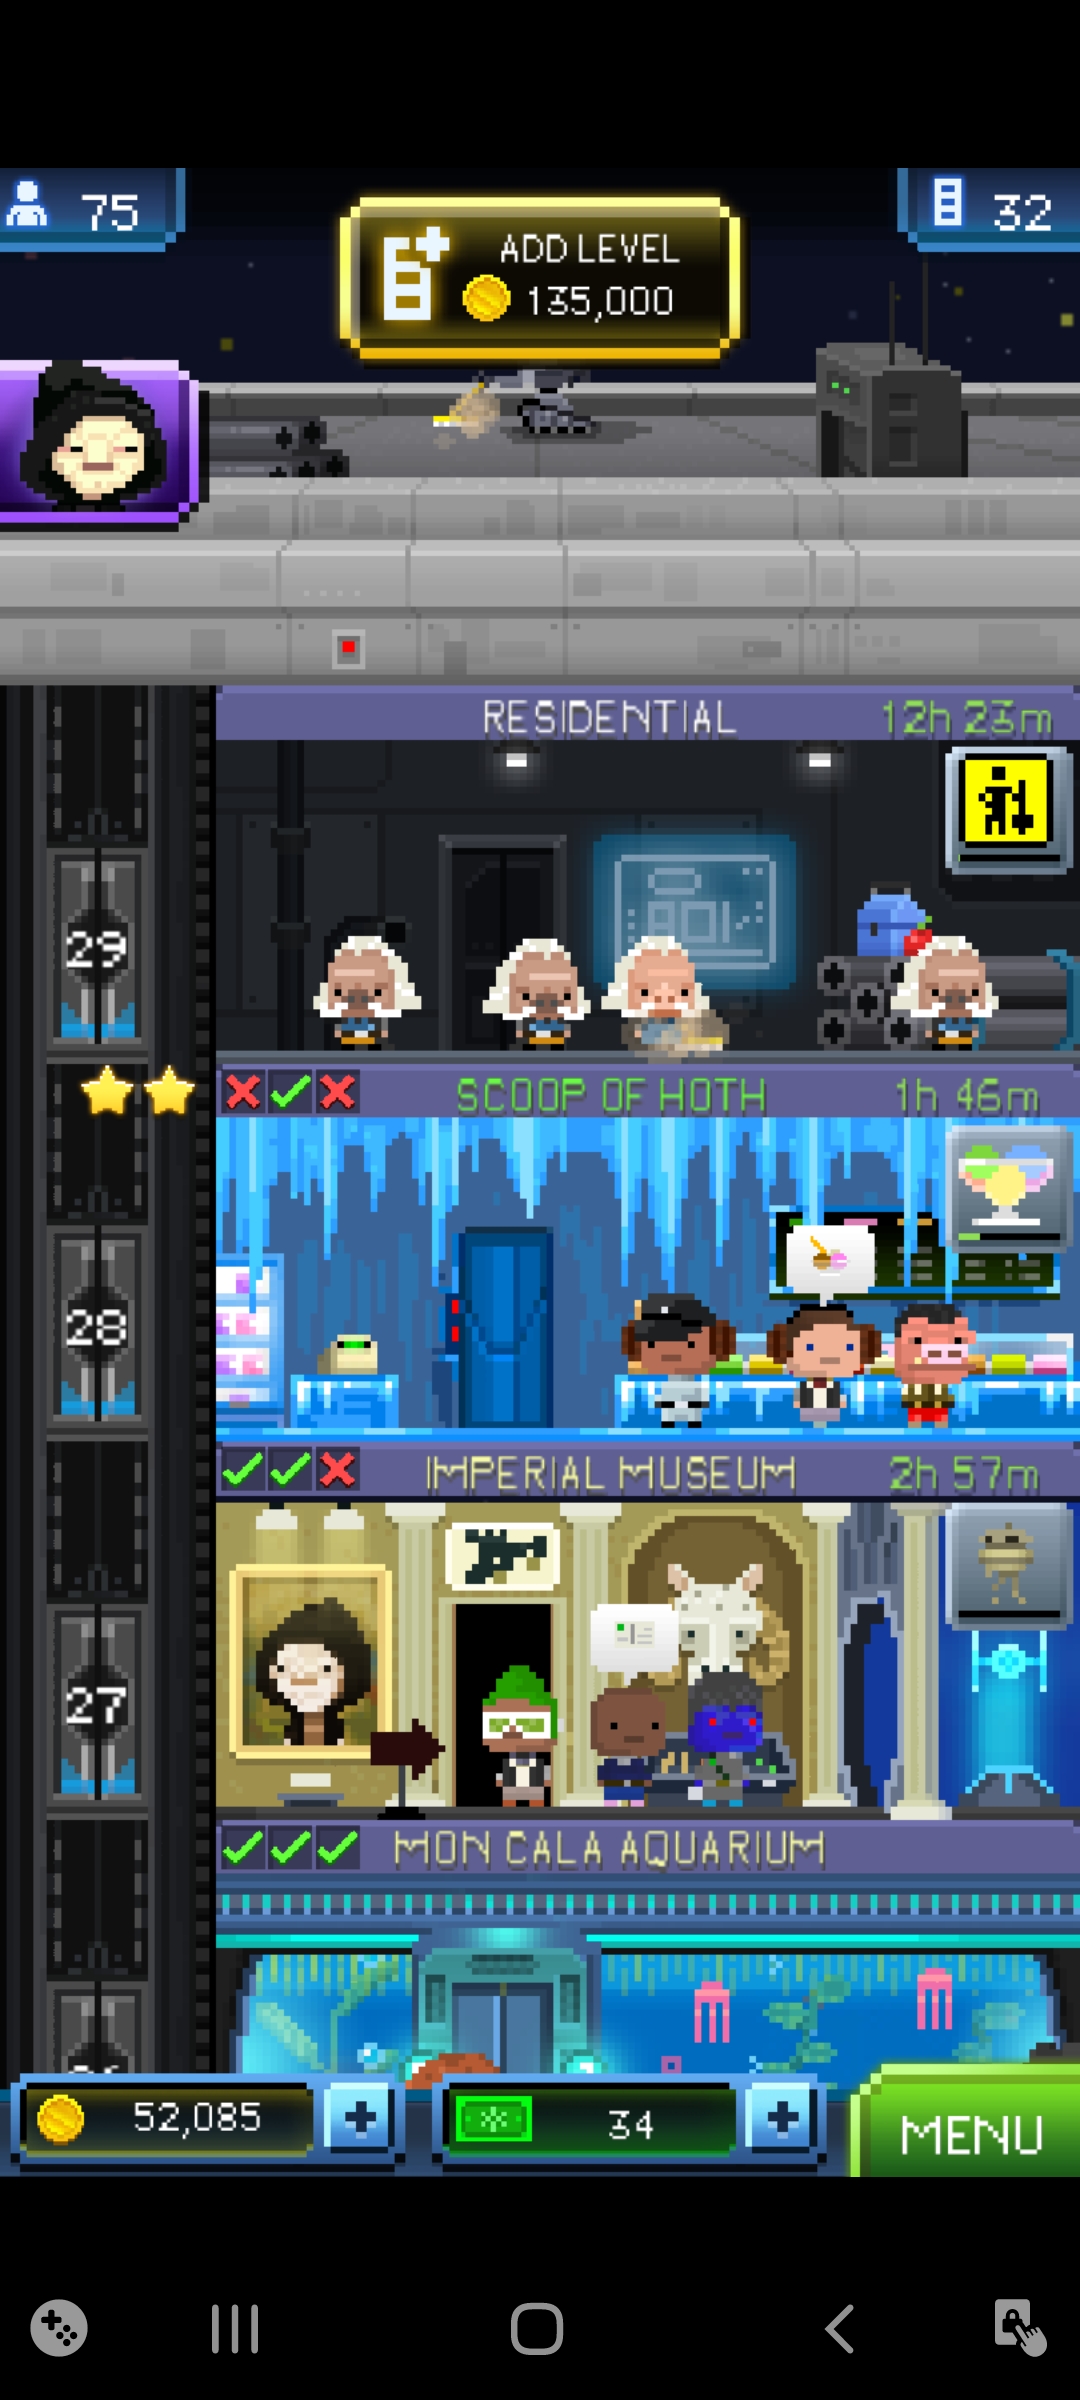 75
ADD LEVEL
135,000
32
RESIDENTIAL
12h 23m
29
SCOOP OF HOTH
1h 46m
28
IMPERIAL MUSEUM
2h 57m
27
MON CALA AQUARIUM
52,085
34
MENU